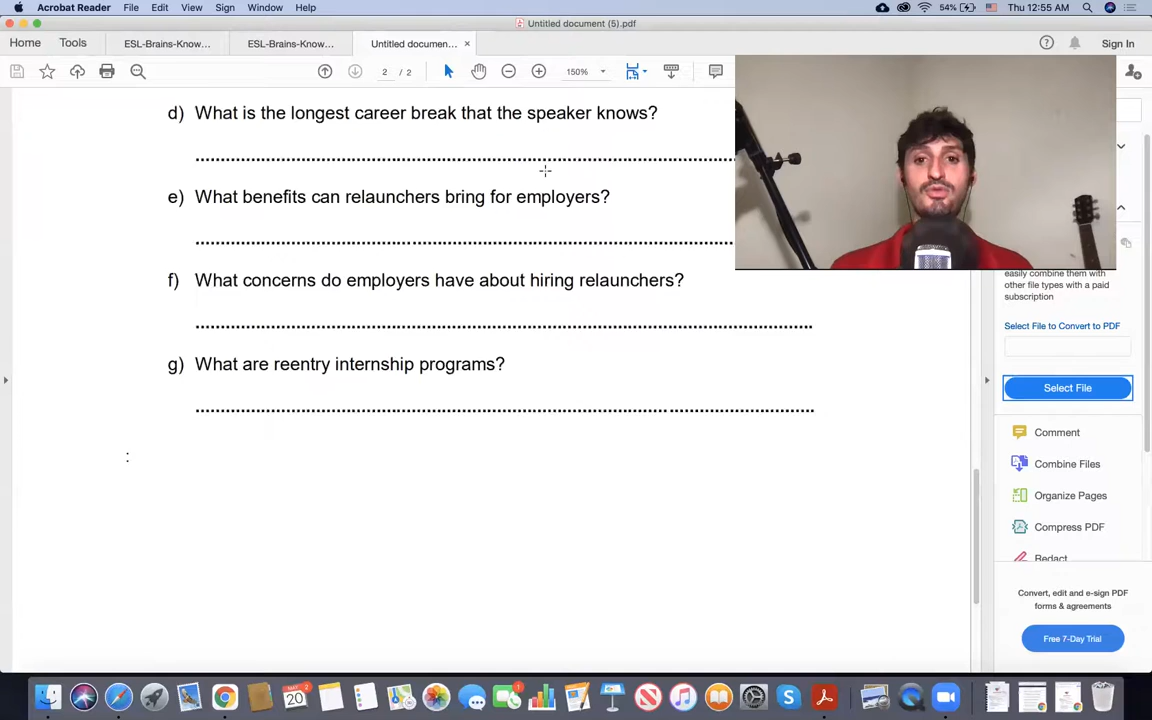 Acrobat Reader File Edit View Sign Window Help 54% Thu 12:55 AM
Untitled document (5).pdf
Home Tools ESL-Brains-Know... ESL-Brains-Know... Untitled documen... × Sign In
2 / 2 150%
d) What is the longest career break that the speaker knows?
e) What benefits can relaunchers bring for employers?
f) What concerns do employers have about hiring relaunchers?
g) What are reentry internship programs?
:
easily combine them with
other file types with a paid
subscription
Select File to Convert to PDF
Select File
Comment
Combine Files
Organize Pages
Compress PDF
Redact
Convert, edit and e-sign PDF
forms & agreements
Free 7-Day Trial
20